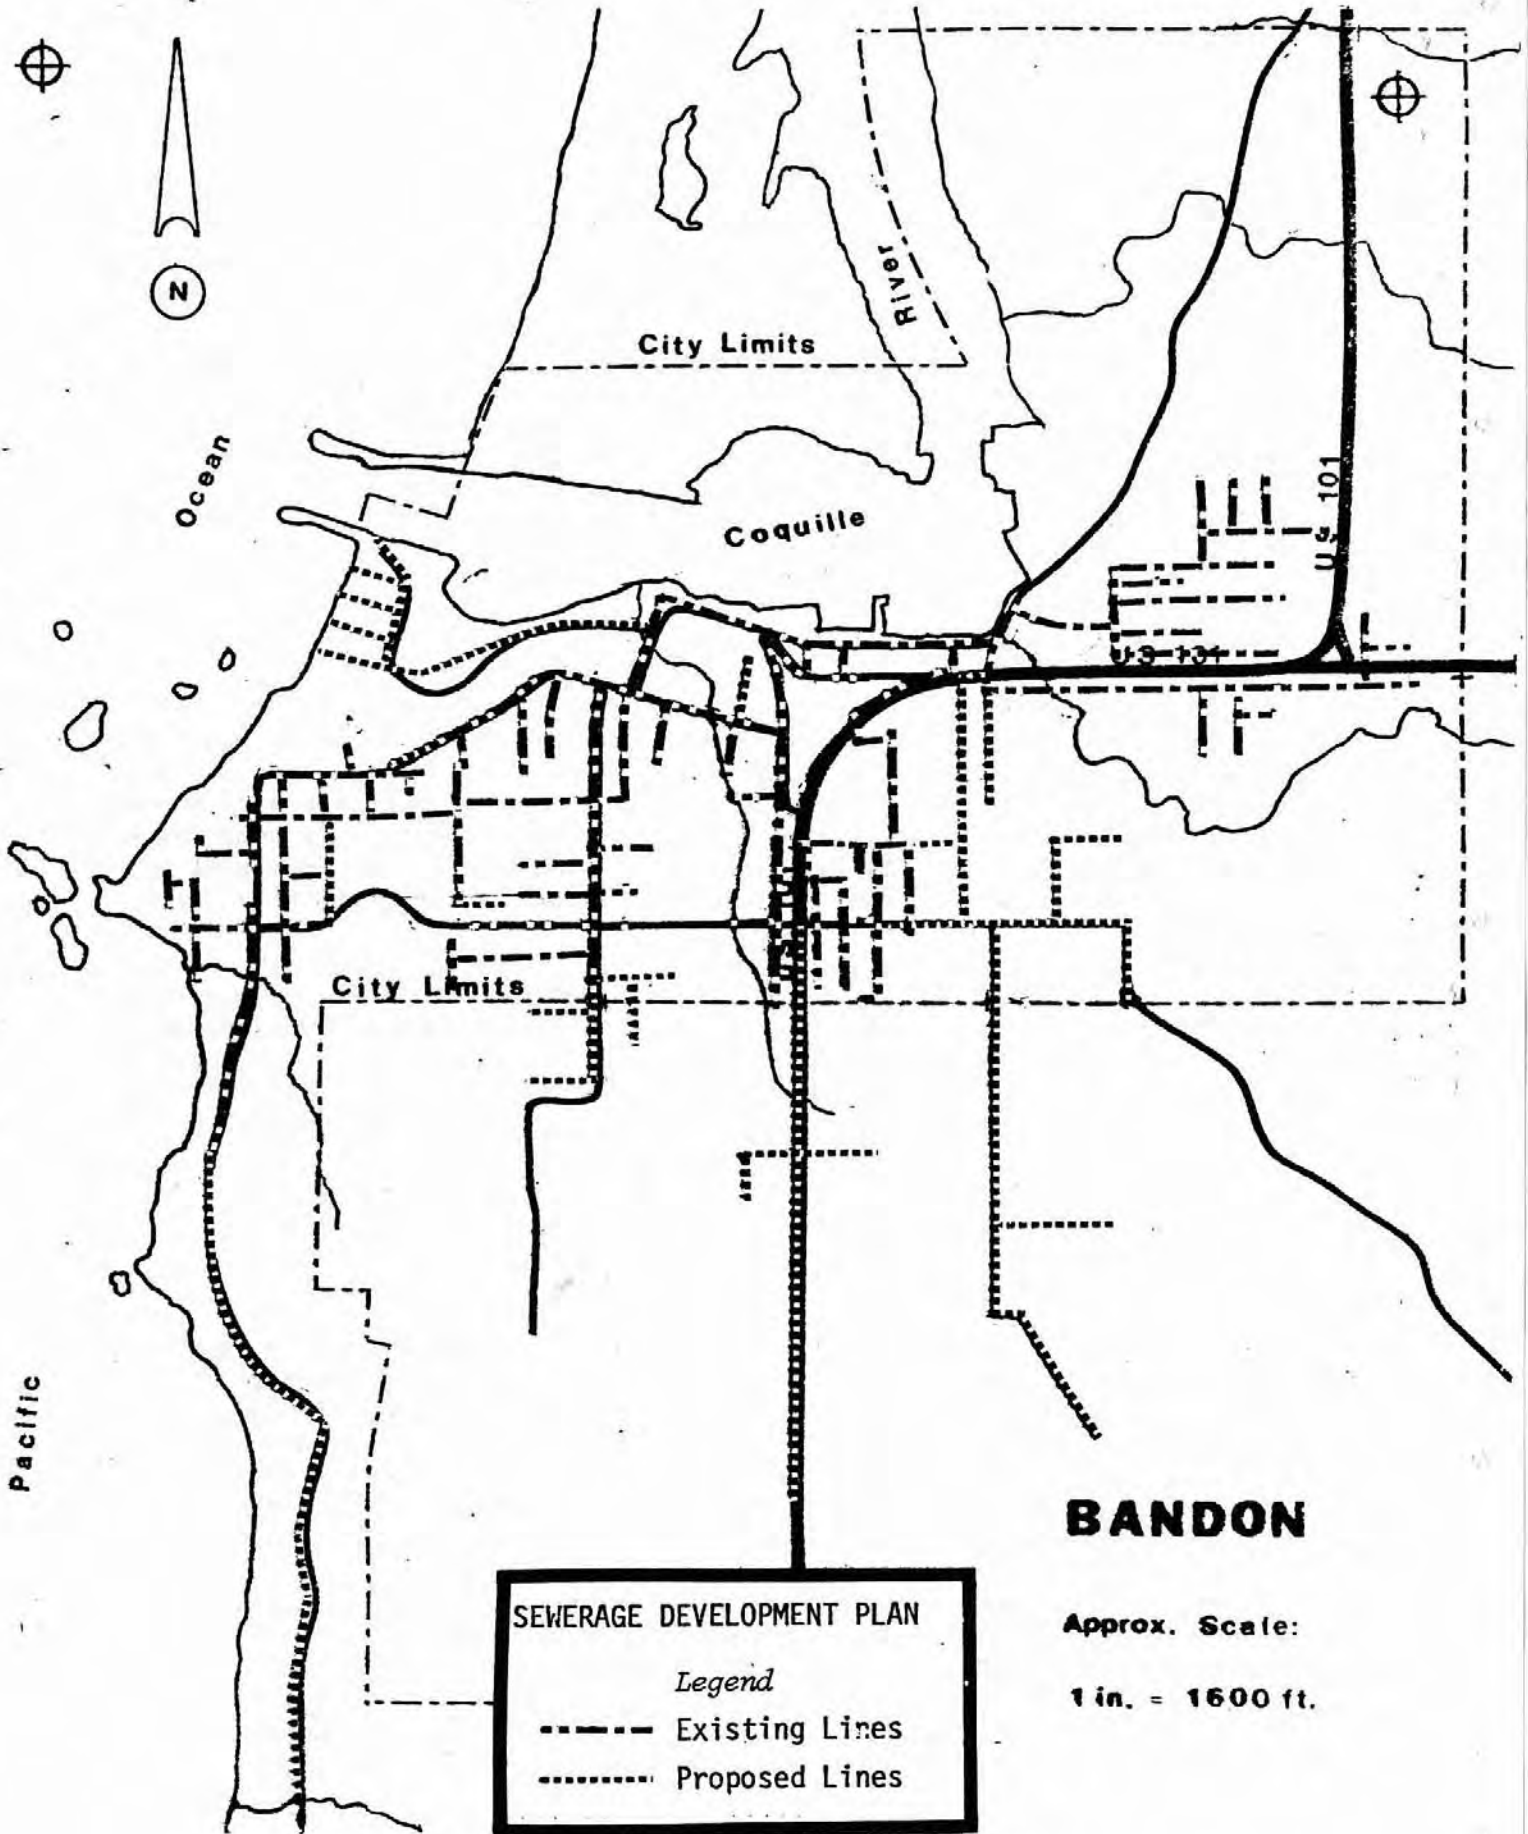 N
River
City Limits
Ocean
Coquille
U.S. 101
City Limits
Pacific
BANDON
Approx. Scale:
1 in. = 1600 ft.
SEWERAGE DEVELOPMENT PLAN
Legend
Existing Lines
Proposed Lines